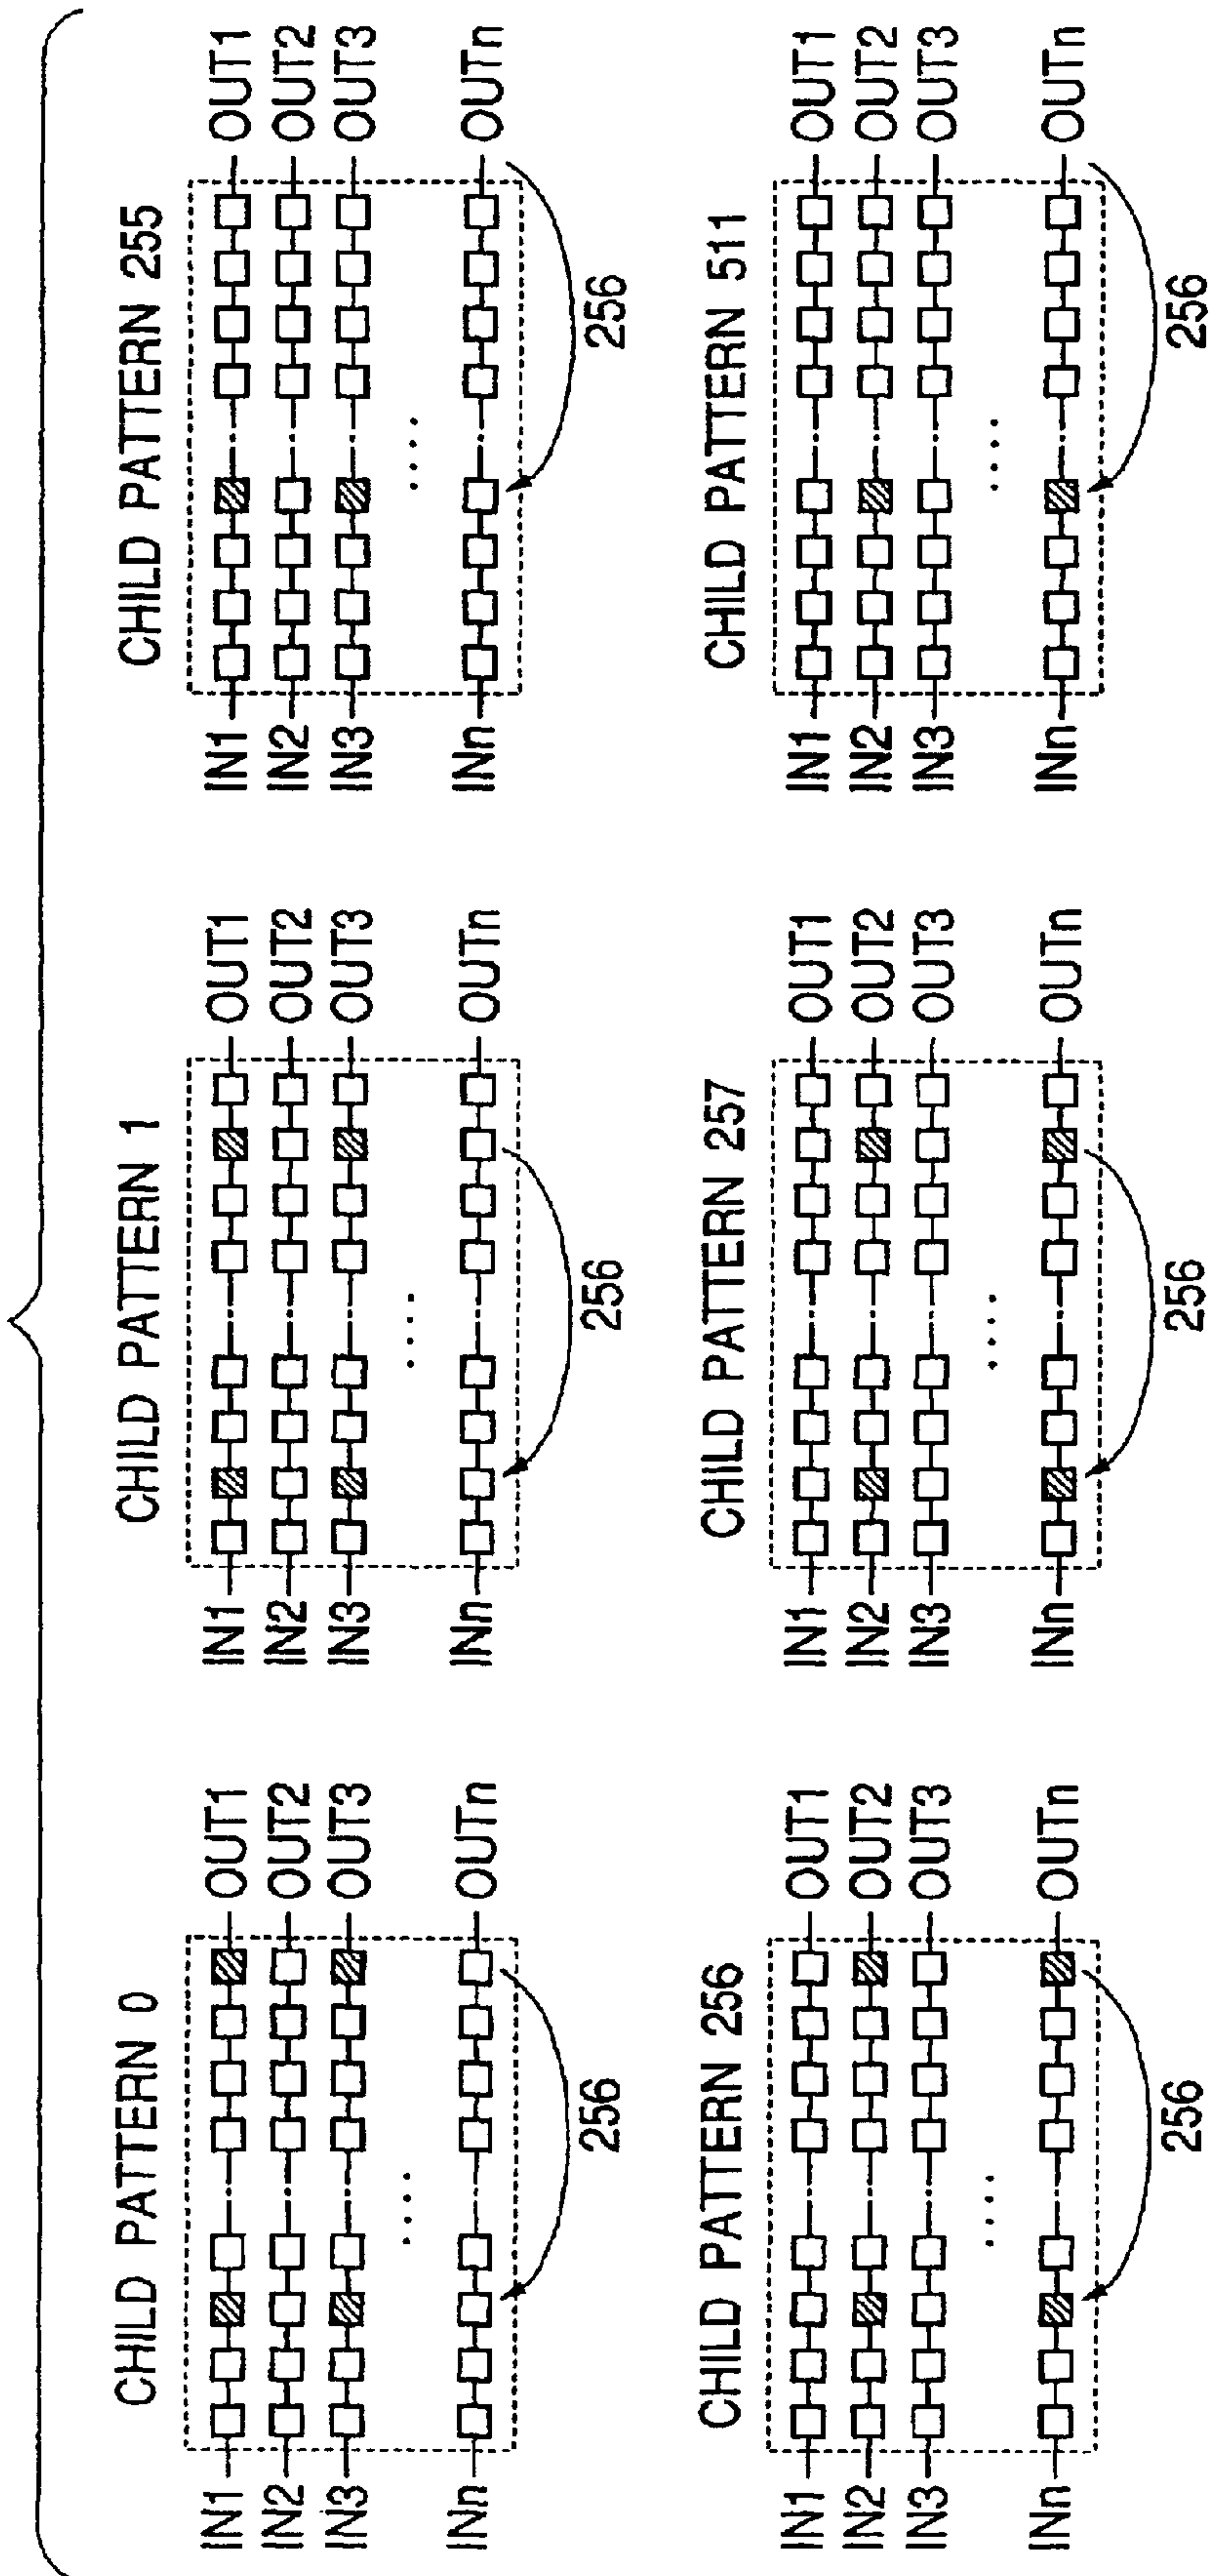 CHILD PATTERN 0
IN1 OUT1
IN2 OUT2
IN3 OUT3
....
INn OUTn
256
CHILD PATTERN 1
IN1 OUT1
IN2 OUT2
IN3 OUT3
....
INn OUTn
256
CHILD PATTERN 255
IN1 OUT1
IN2 OUT2
IN3 OUT3
....
INn OUTn
256
CHILD PATTERN 256
IN1 OUT1
IN2 OUT2
IN3 OUT3
....
INn OUTn
256
CHILD PATTERN 257
IN1 OUT1
IN2 OUT2
IN3 OUT3
....
INn OUTn
256
CHILD PATTERN 511
IN1 OUT1
IN2 OUT2
IN3 OUT3
....
INn OUTn
256